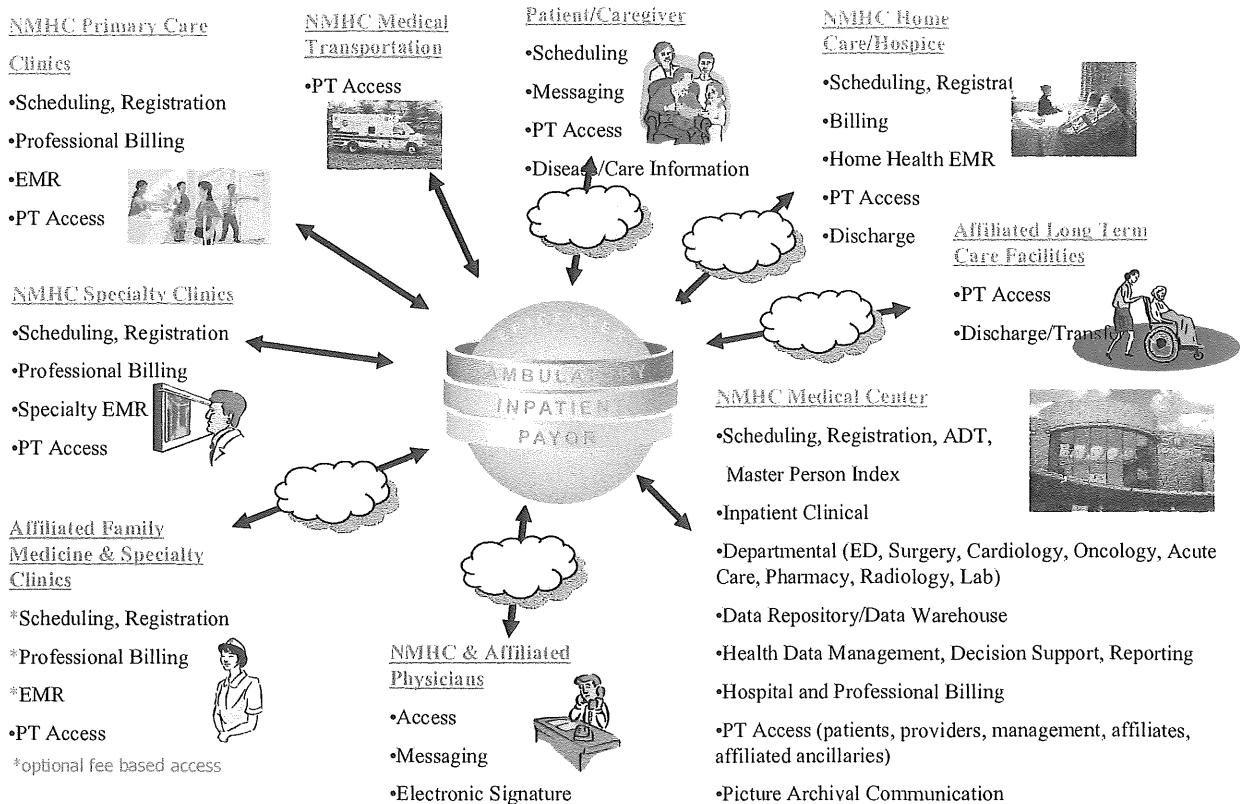 NMHC Primary Care
Clinics
•Scheduling, Registration
•Professional Billing
•EMR
•PT Access
NMHC Medical
Transportation
•PT Access
Patient/Caregiver
•Scheduling
•Messaging
•PT Access
•Disease/Care Information
NMHC Home
Care/Hospice
•Scheduling, Registrat
•Billing
•Home Health EMR
•PT Access
•Discharge
Affiliated Long Term
Care Facilities
•PT Access
•Discharge/Transfe
NMHC Specialty Clinics
•Scheduling, Registration
•Professional Billing
•Specialty EMR
•PT Access
AMBULATORY
INPATIEN
PAYOR
NMHC Medical Center
•Scheduling, Registration, ADT,
Master Person Index
•Inpatient Clinical
•Departmental (ED, Surgery, Cardiology, Oncology, Acute
Care, Pharmacy, Radiology, Lab)
•Data Repository/Data Warehouse
•Health Data Management, Decision Support, Reporting
•Hospital and Professional Billing
•PT Access (patients, providers, management, affiliates,
affiliated ancillaries)
•Picture Archival Communication
Affiliated Family
Medicine & Specialty
Clinics
*Scheduling, Registration
*Professional Billing
*EMR
•PT Access
*optional fee based access
NMHC & Affiliated
Physicians
•Access
•Messaging
•Electronic Signature